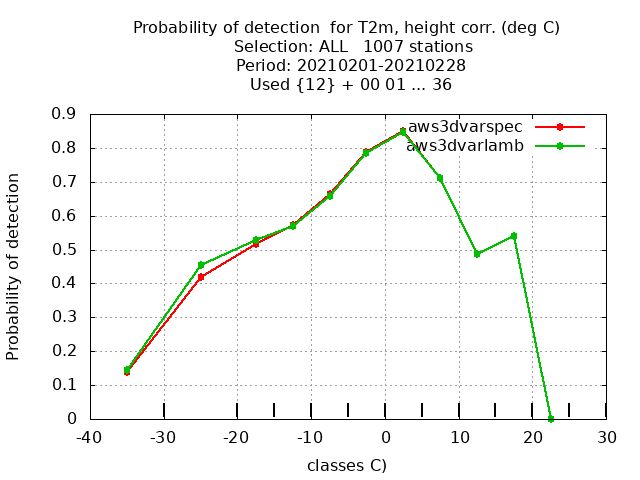 Probability of detection  for T2m, height corr. (deg C)
Selection: ALL   1007 stations
Period: 20210201-20210228
Used {12} + 00 01 ... 36
0.9
0.8
0.7
0.6
0.5
0.4
0.3
0.2
0.1
0
Probability of detection
aws3dvarspec
aws3dvarlamb
-40 -30 -20 -10 0 10 20 30
classes C)